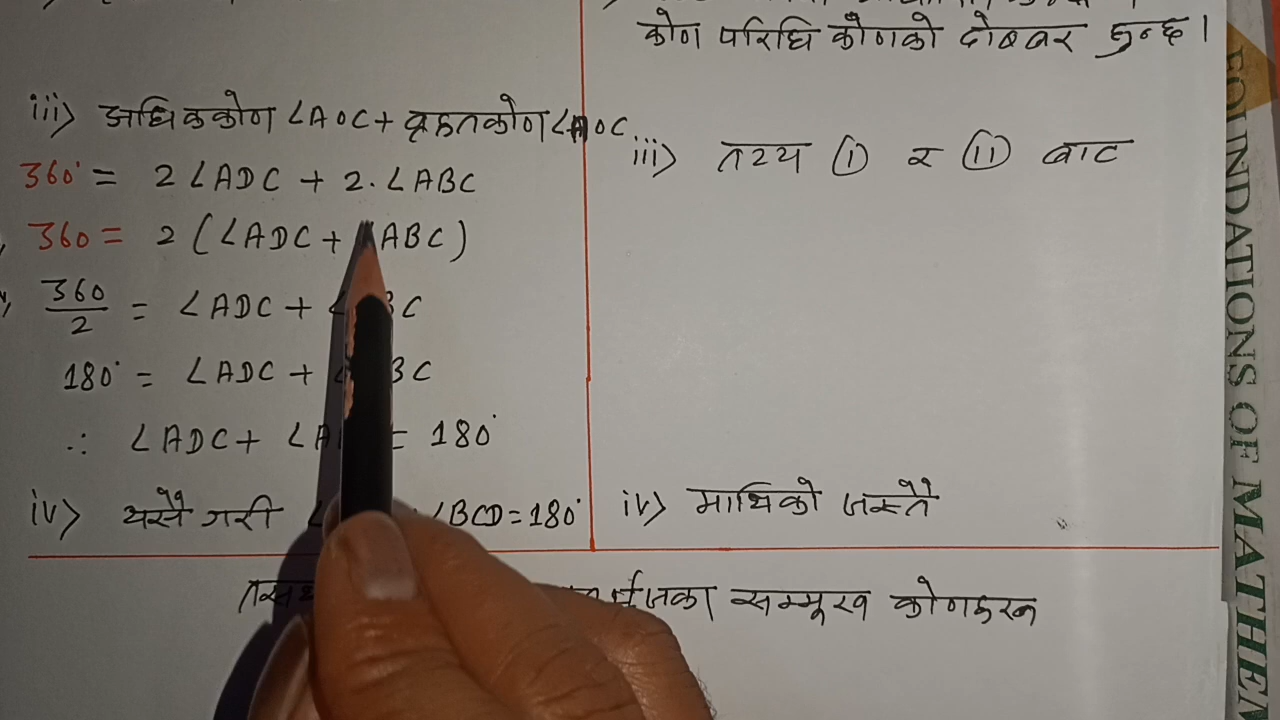 कोण परिधि कोणको दोब्बर हुन्छ ।
iii) अधिककोण ∠AOC + बृहतकोण ∠AOC
360° = 2 ∠ADC + 2. ∠ABC
360 = 2 (∠ADC + ∠ABC)
360/2 = ∠ADC + ∠BC
180° = ∠ADC + BC
∴ ∠ADC + ∠A = 180°
iv) यसै गरी ∠BCD = 180°
iii) तथ्य (I) र (II) बाट
iv) माथिको जस्तै
सम्मूख कोणहरू
FOUNDATIONS OF MATHEM